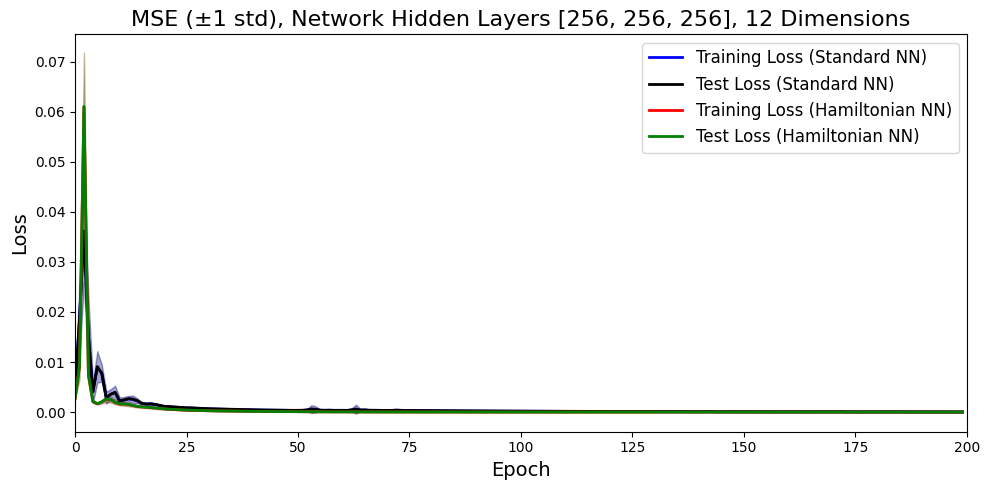 MSE (±1 std), Network Hidden Layers [256, 256, 256], 12 Dimensions
Training Loss (Standard NN)
Test Loss (Standard NN)
Training Loss (Hamiltonian NN)
Test Loss (Hamiltonian NN)
Loss
0.07
0.06
0.05
0.04
0.03
0.02
0.01
0.00
0 25 50 75 100 125 150 175 200
Epoch